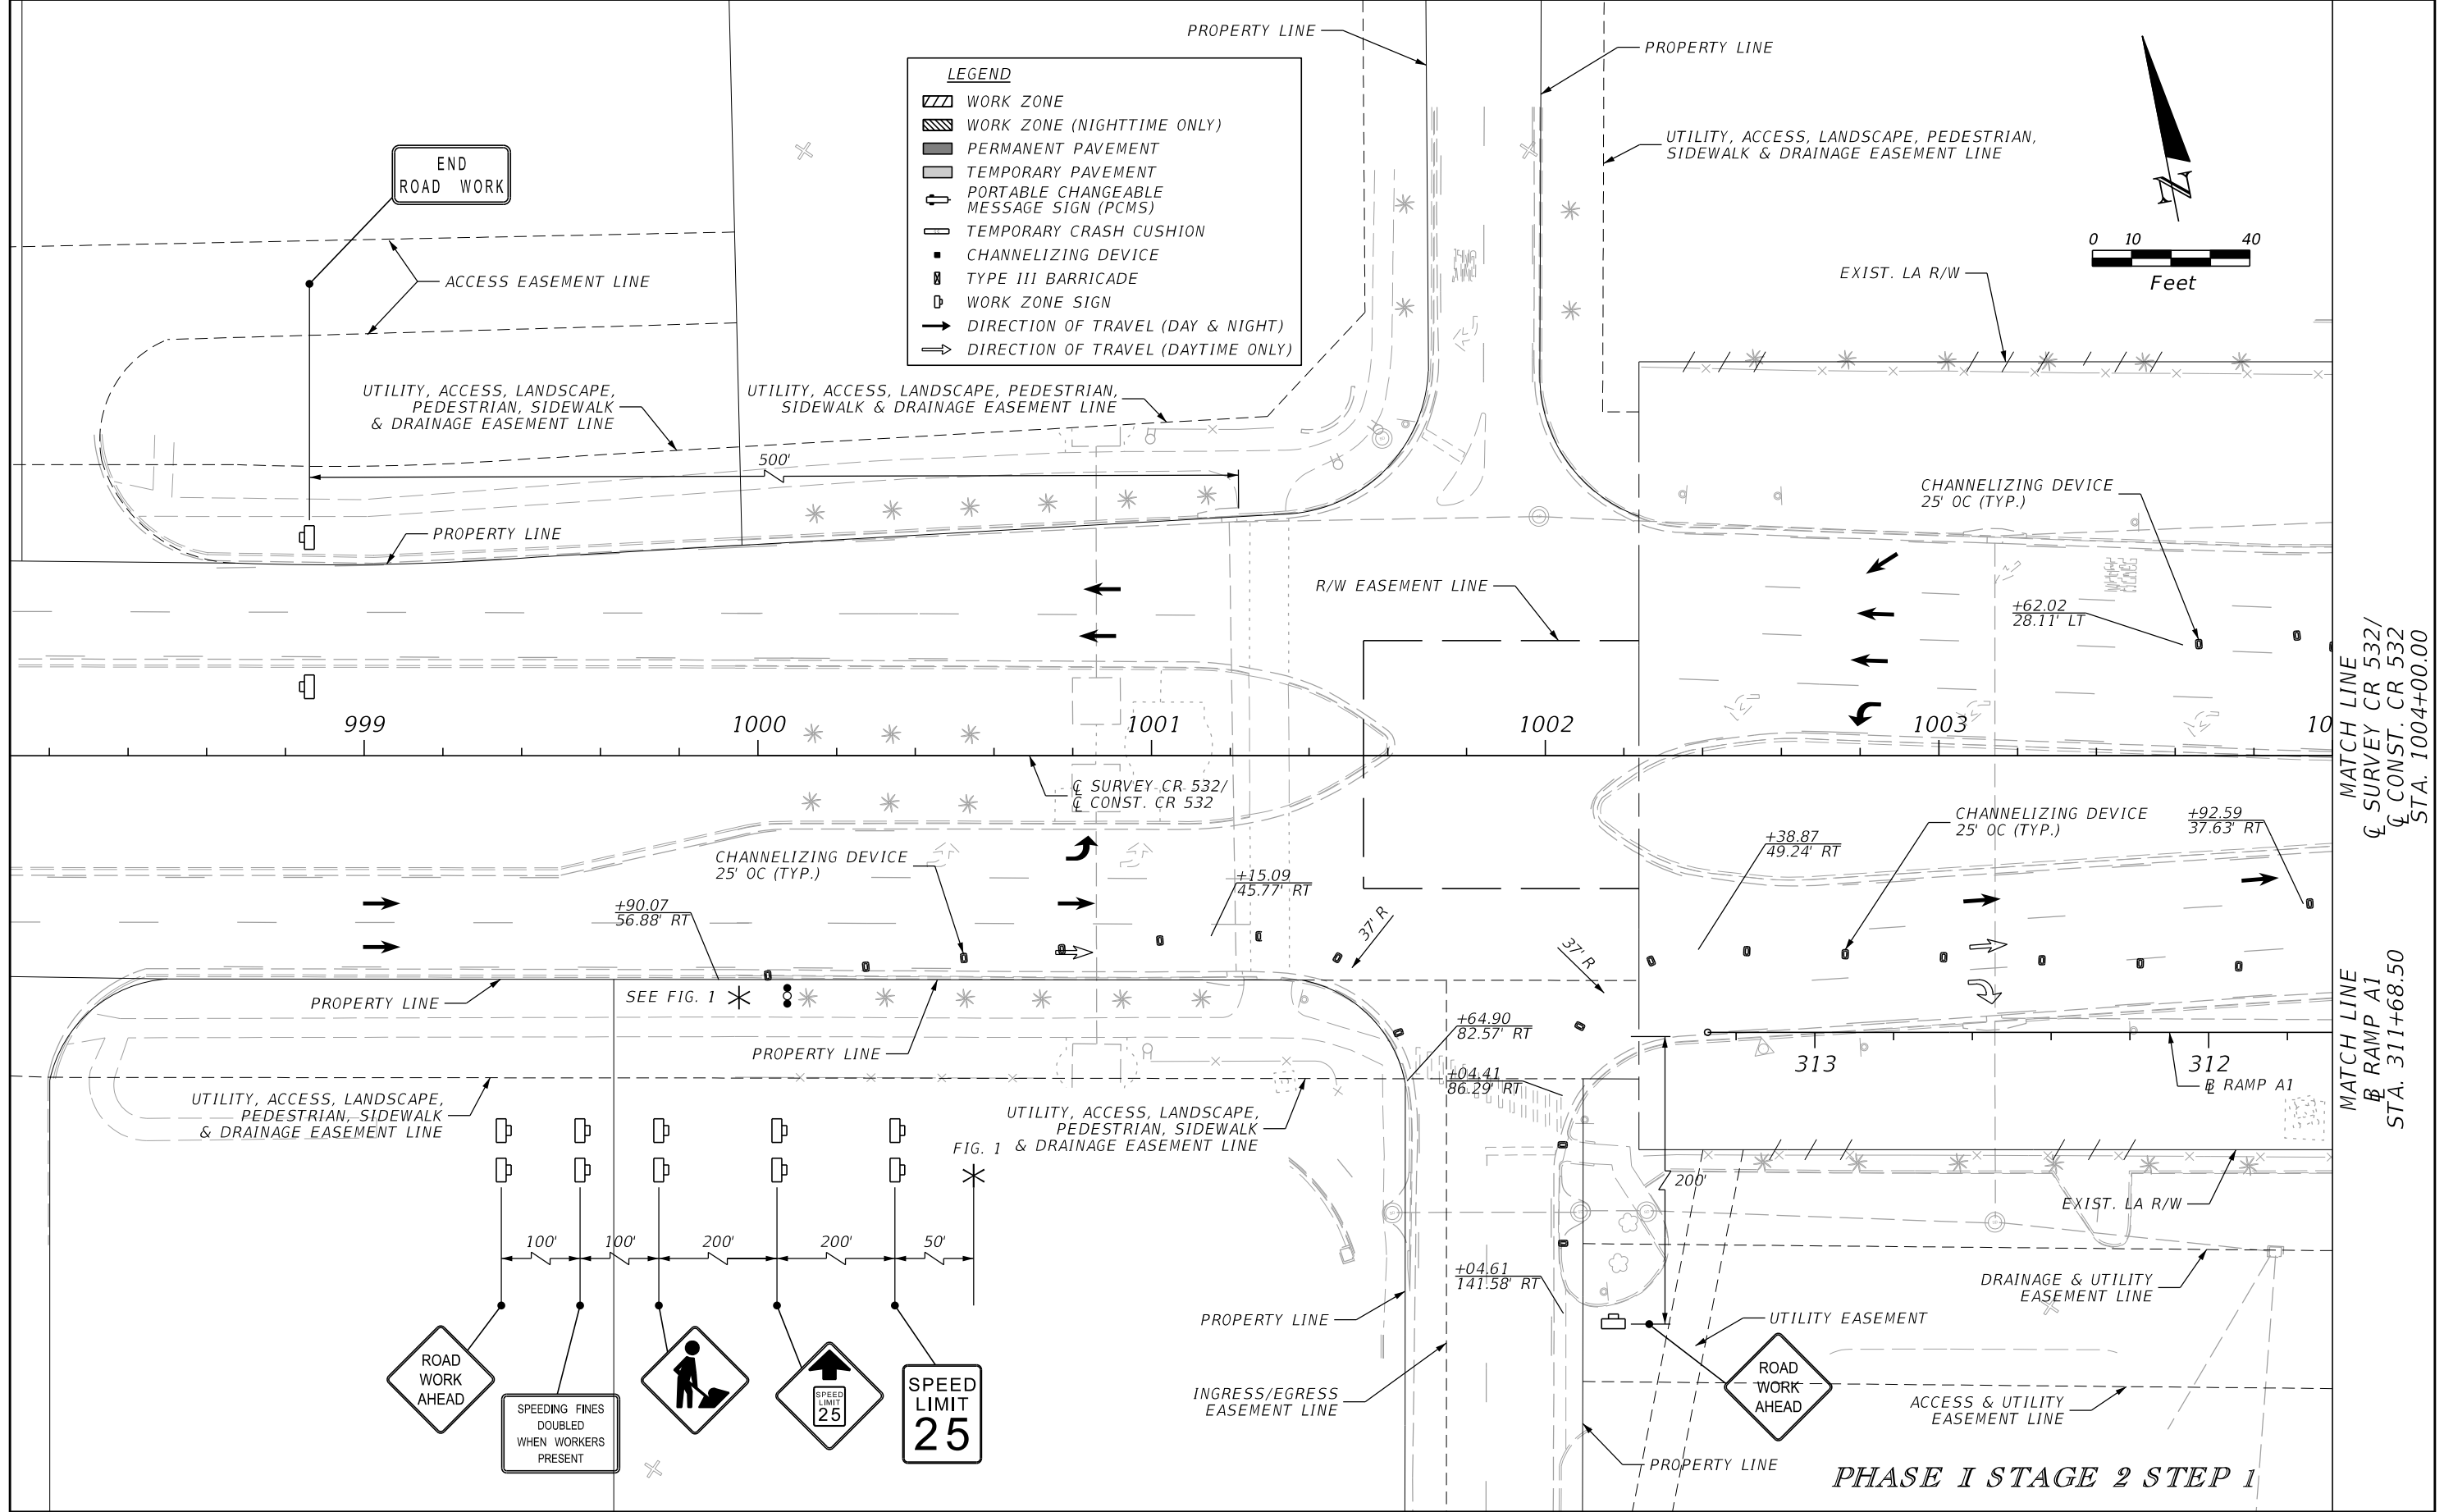 PROPERTY LINE
PROPERTY LINE
LEGEND
WORK ZONE
WORK ZONE (NIGHTTIME ONLY)
PERMANENT PAVEMENT
TEMPORARY PAVEMENT
PORTABLE CHANGEABLE
MESSAGE SIGN (PCMS)
TEMPORARY CRASH CUSHION
CHANNELIZING DEVICE
TYPE III BARRICADE
WORK ZONE SIGN
DIRECTION OF TRAVEL (DAY & NIGHT)
DIRECTION OF TRAVEL (DAYTIME ONLY)
UTILITY, ACCESS, LANDSCAPE, PEDESTRIAN,
SIDEWALK & DRAINAGE EASEMENT LINE
N
0 10 40
Feet
END
ROAD WORK
ACCESS EASEMENT LINE
EXIST. LA R/W
UTILITY, ACCESS, LANDSCAPE,
PEDESTRIAN, SIDEWALK
& DRAINAGE EASEMENT LINE
UTILITY, ACCESS, LANDSCAPE, PEDESTRIAN,
SIDEWALK & DRAINAGE EASEMENT LINE
500'
PROPERTY LINE
CHANNELIZING DEVICE
25' OC (TYP.)
R/W EASEMENT LINE
+62.02
28.11' LT
999
1000
1001
1002
1003
10
MATCH LINE
℄ SURVEY CR 532/
℄ CONST. CR 532
STA. 1004+00.00
℄ SURVEY CR 532/
℄ CONST. CR 532
CHANNELIZING DEVICE
25' OC (TYP.)
+90.07
56.88' RT
+15.09
45.77' RT
37' R
37' R
+38.87
49.24' RT
CHANNELIZING DEVICE
25' OC (TYP.)
+92.59
37.63' RT
PROPERTY LINE
SEE FIG. 1
PROPERTY LINE
+64.90
82.57' RT
+04.41
86.29' RT
313
312
B RAMP A1
MATCH LINE
B RAMP A1
STA. 311+68.50
UTILITY, ACCESS, LANDSCAPE,
PEDESTRIAN, SIDEWALK
& DRAINAGE EASEMENT LINE
UTILITY, ACCESS, LANDSCAPE,
PEDESTRIAN, SIDEWALK
& DRAINAGE EASEMENT LINE
FIG. 1
200'
EXIST. LA R/W
100'
100'
200'
200'
50'
+04.61
141.58' RT
DRAINAGE & UTILITY
EASEMENT LINE
PROPERTY LINE
UTILITY EASEMENT
ROAD
WORK
AHEAD
SPEEDING FINES
DOUBLED
WHEN WORKERS
PRESENT
SPEED
LIMIT
25
SPEED
LIMIT
25
INGRESS/EGRESS
EASEMENT LINE
ROAD
WORK
AHEAD
ACCESS & UTILITY
EASEMENT LINE
PROPERTY LINE
PHASE I STAGE 2 STEP 1